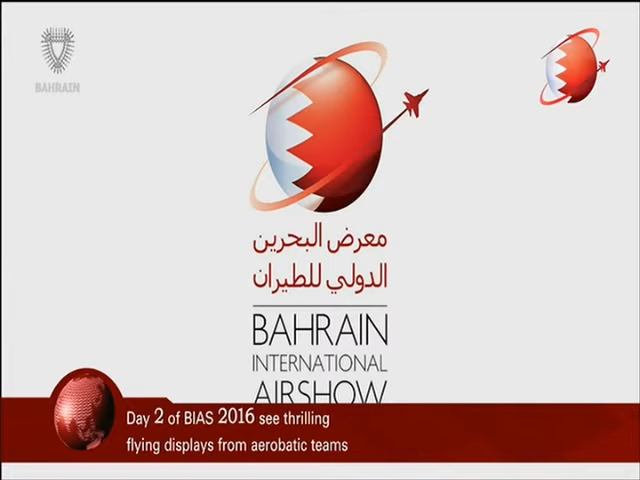 BAHRAIN
معرض البحرين
الدولي للطيران
BAHRAIN
INTERNATIONAL
AIRSHOW
Day 2 of BIAS 2016 see thrilling
flying displays from aerobatic teams